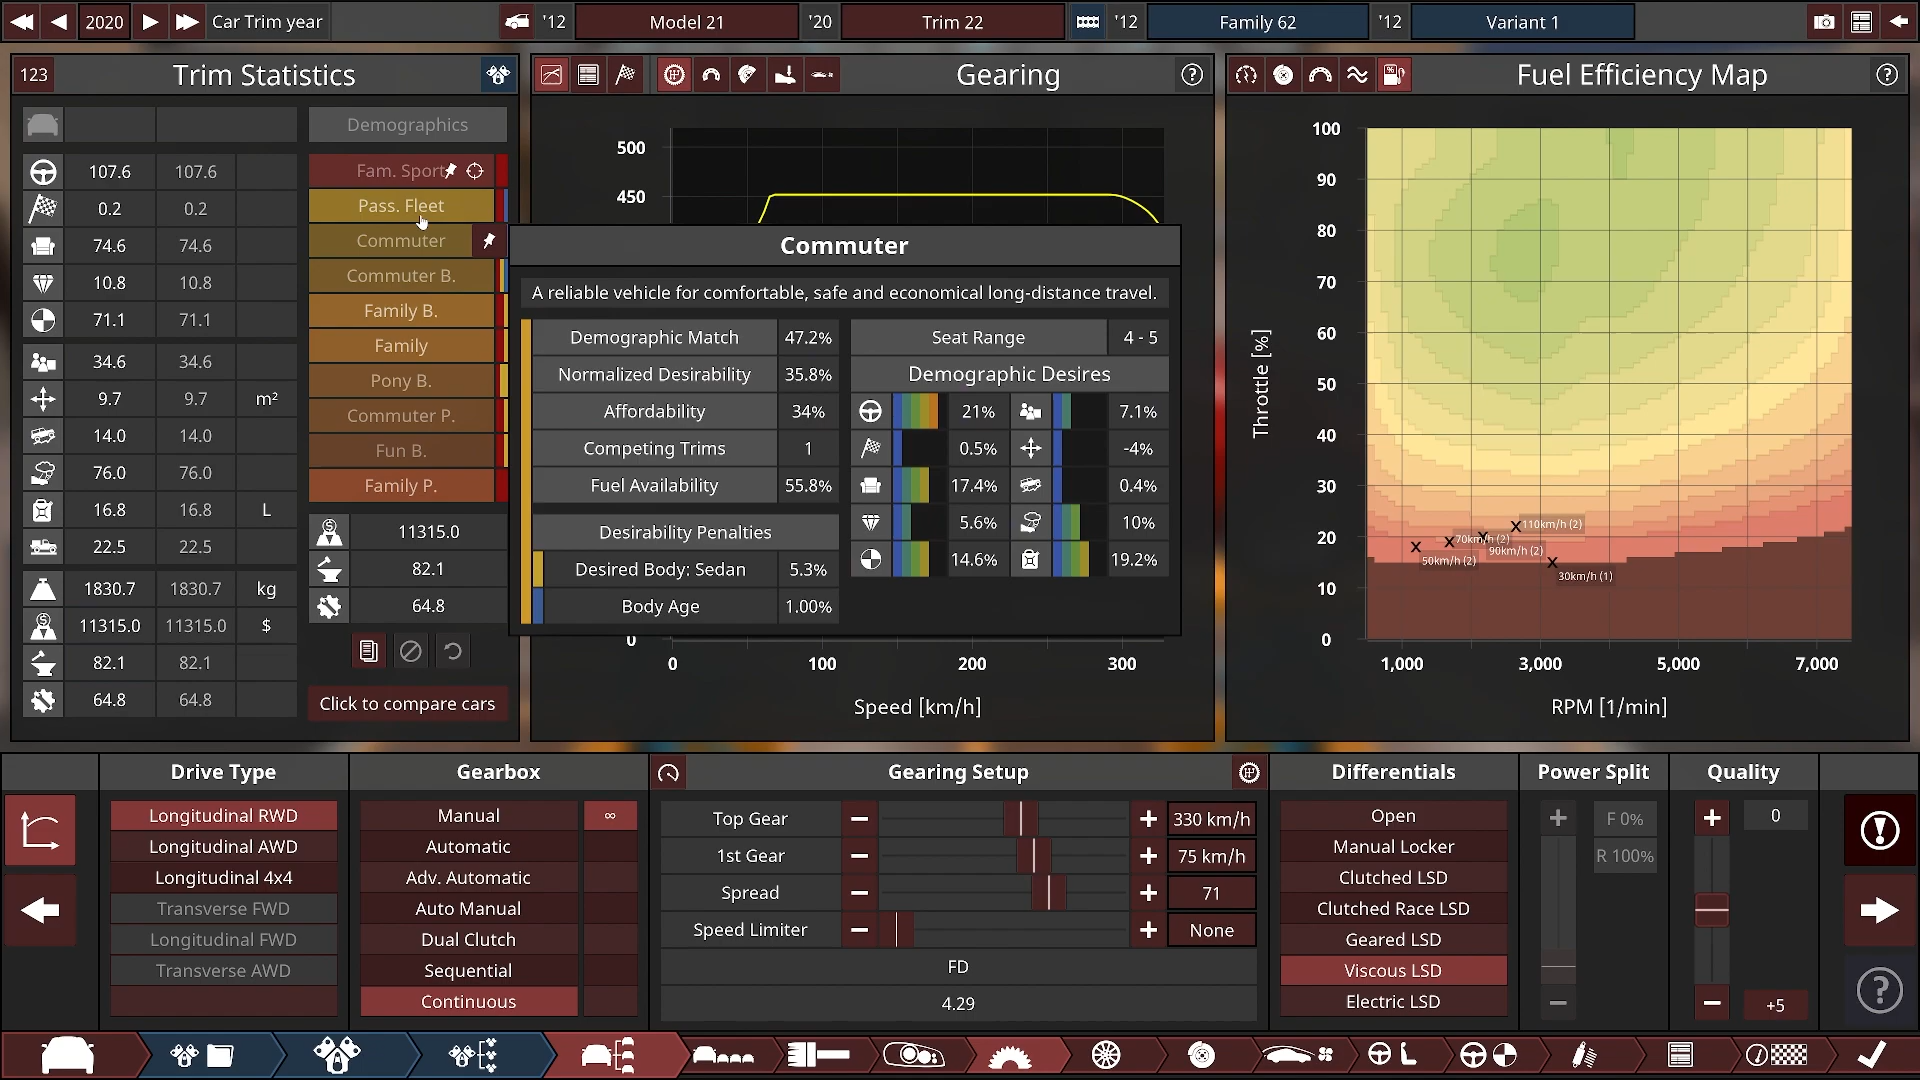 2020
Car Trim year
'12
Model 21
'20
Trim 22
'12
Family 62
'12
Variant 1
123
Trim Statistics
Demographics
107.6 107.6
0.2 0.2
74.6 74.6
10.8 10.8
71.1 71.1
34.6 34.6
9.7 9.7 m²
14.0 14.0
76.0 76.0
16.8 16.8 L
22.5 22.5
1830.7 1830.7 kg
11315.0 11315.0 $
82.1 82.1
64.8 64.8
Fam. Sport
Pass. Fleet
Commuter
Commuter B.
Family B.
Family
Pony B.
Commuter P.
Fun B.
Family P.
11315.0
82.1
64.8
Click to compare cars
Gearing
500
450
0
0 100 200 300
Speed [km/h]
Commuter
A reliable vehicle for comfortable, safe and economical long-distance travel.
Demographic Match 47.2%
Normalized Desirability 35.8%
Affordability 34%
Competing Trims 1
Fuel Availability 55.8%
Desirability Penalties
Desired Body: Sedan 5.3%
Body Age 1.00%
Seat Range 4 - 5
Demographic Desires
21% 7.1%
0.5% -4%
17.4% 0.4%
5.6% 10%
14.6% 19.2%
Fuel Efficiency Map
100
90
80
70
60
50
40
30
20
10
0
Throttle [%]
110km/h (2)
70km/h (2)
90km/h (2)
50km/h (2)
30km/h (1)
1,000 3,000 5,000 7,000
RPM [1/min]
Drive Type
Longitudinal RWD
Longitudinal AWD
Longitudinal 4x4
Transverse FWD
Longitudinal FWD
Transverse AWD
Gearbox
Manual ∞
Automatic
Adv. Automatic
Auto Manual
Dual Clutch
Sequential
Continuous
Gearing Setup
Top Gear − + 330 km/h
1st Gear − + 75 km/h
Spread − + 71
Speed Limiter − + None
FD
4.29
Differentials
Open
Manual Locker
Clutched LSD
Clutched Race LSD
Geared LSD
Viscous LSD
Electric LSD
Power Split
+ F 0%
R 100%
−
Quality
+ 0
− +5